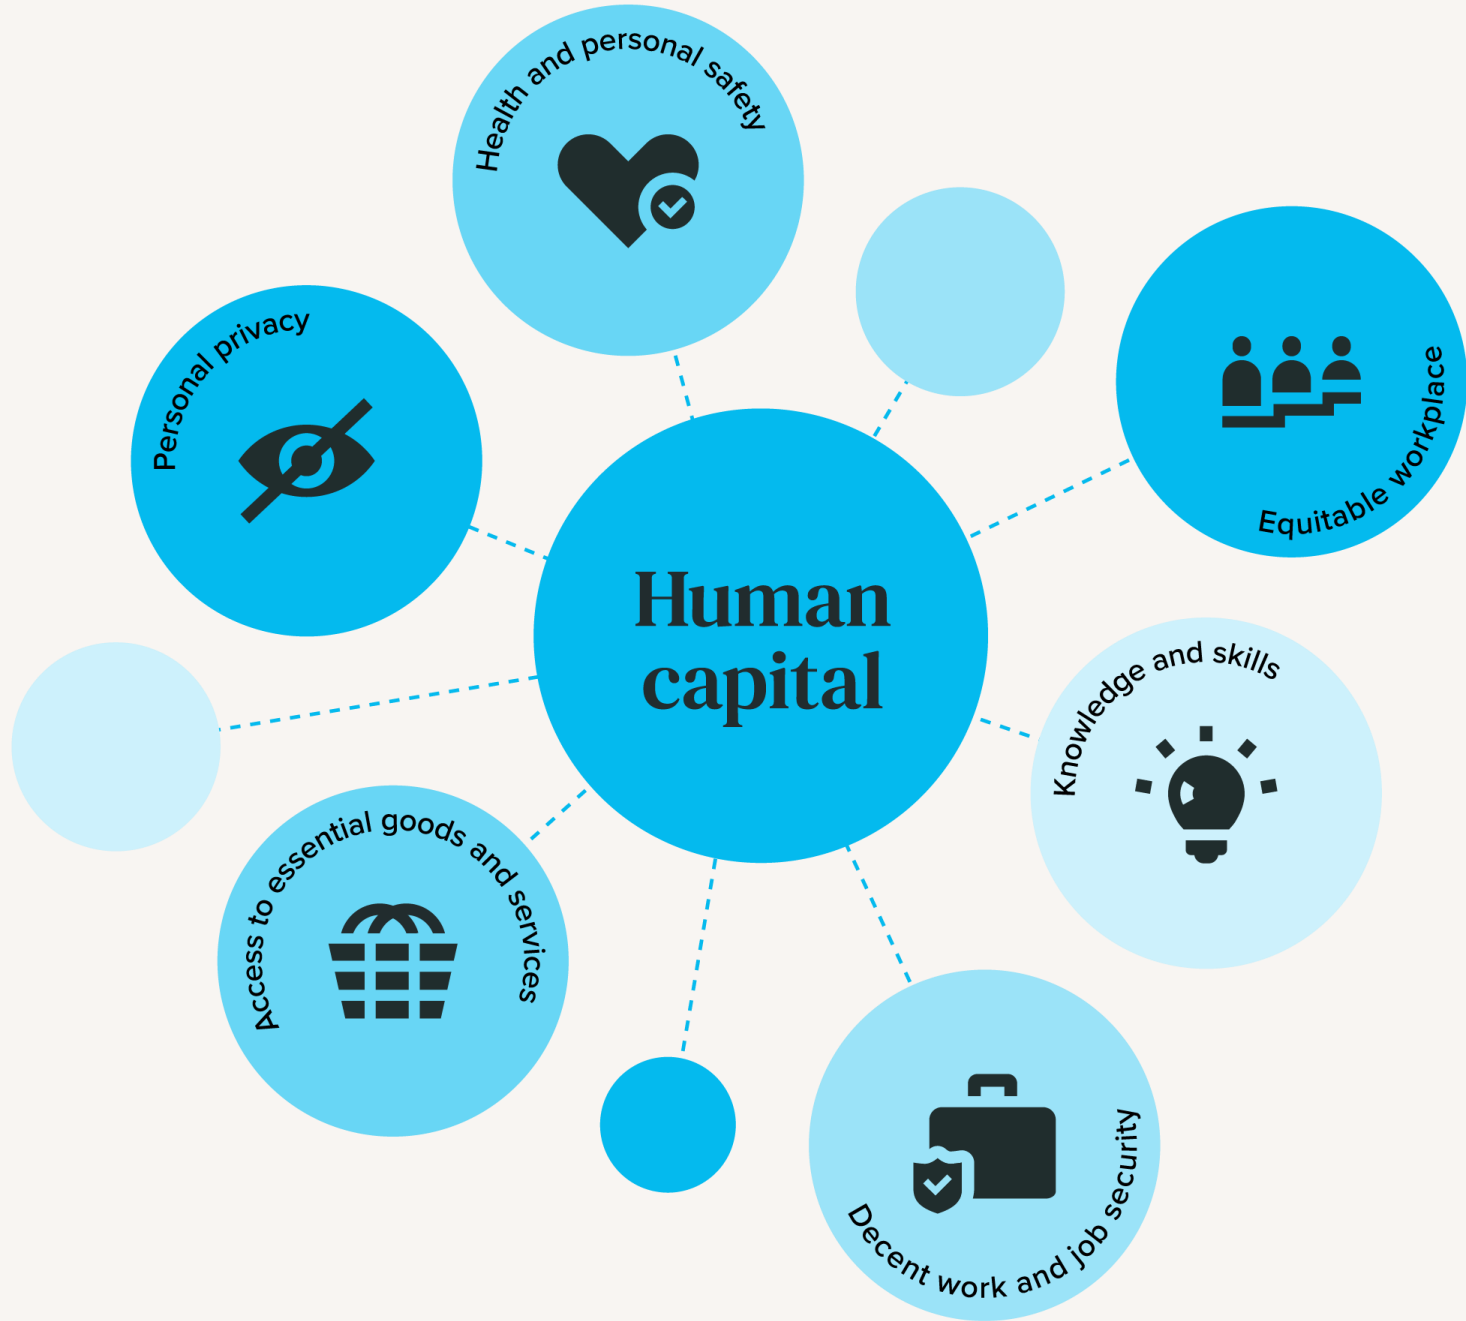 Health and personal safety
Personal privacy
Equitable workplace
Human
capital
Knowledge and skills
Access to essential goods and services
Decent work and job security